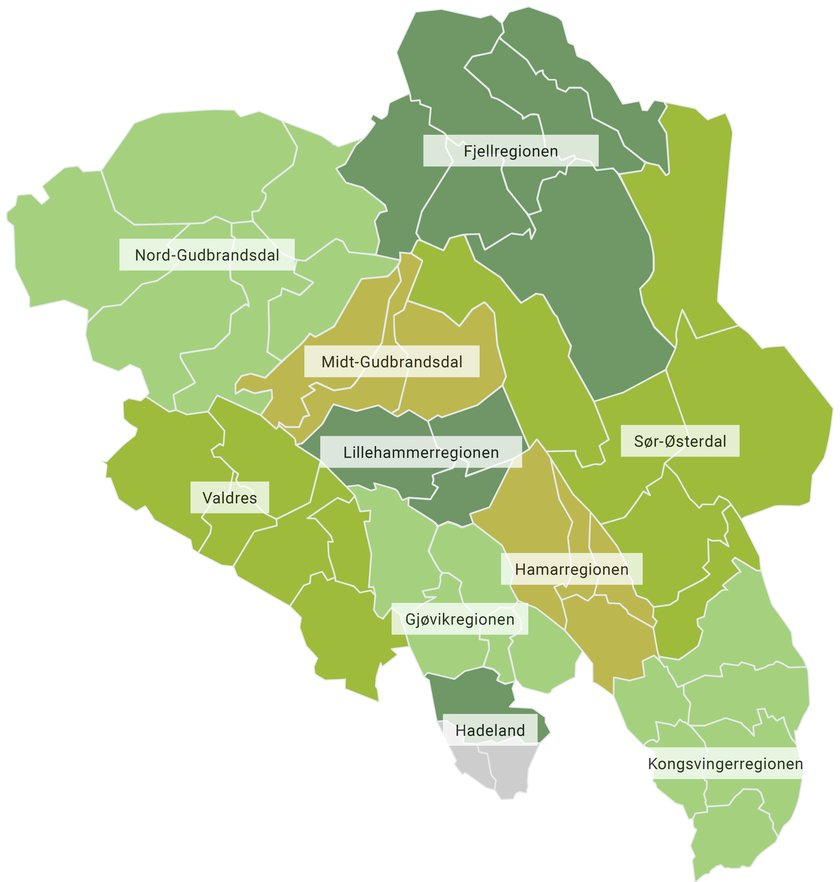 Fjellregionen
Nord-Gudbrandsdal
Midt-Gudbrandsdal
Sør-Østerdal
Lillehammerregionen
Valdres
Hamarregionen
Gjøvikregionen
Hadeland
Kongsvingerregionen